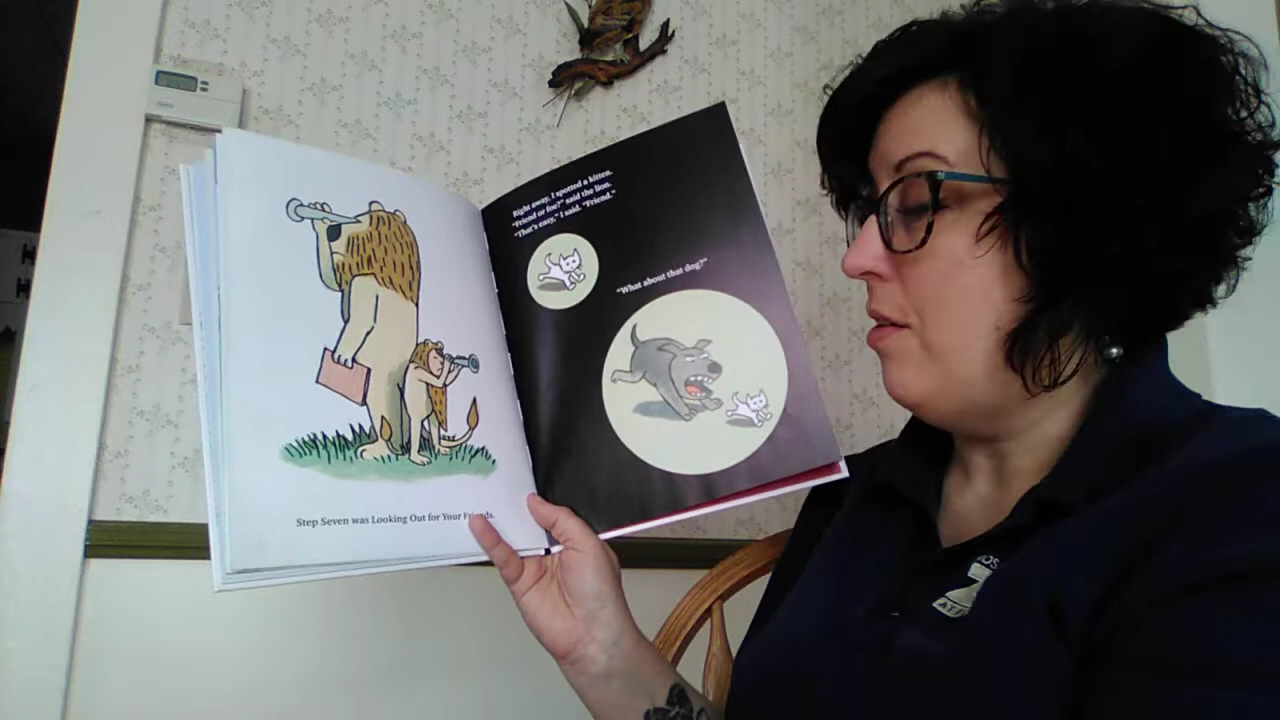 Step Seven was Looking Out for Your Friends.
Right away, I spotted a kitten.
"Friend or foe?" said the lion.
"That's easy," I said. "Friend."
"What about that dog?"